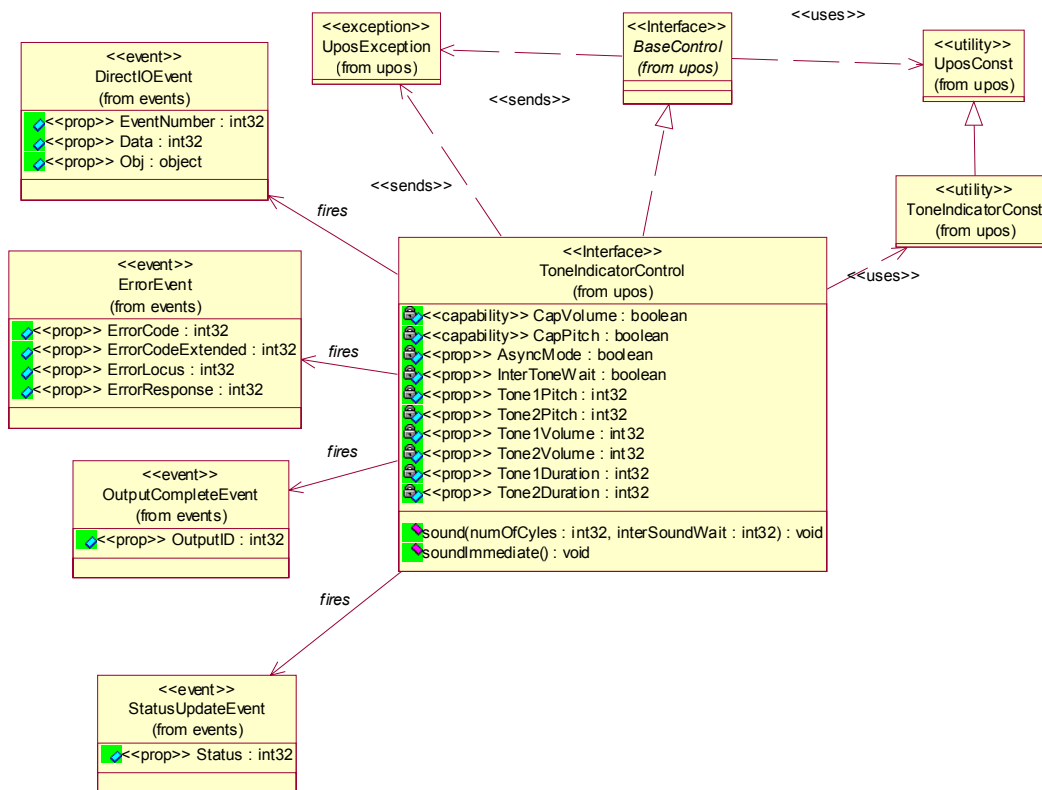 <<event>>
DirectIOEvent
(from events)
<<prop>> EventNumber : int32
<<prop>> Data : int32
<<prop>> Obj : object
<<exception>>
UposException
(from upos)
<<Interface>>
BaseControl
(from upos)
<<uses>>
<<utility>>
UposConst
(from upos)
<<sends>>
<<sends>>
<<utility>>
ToneIndicatorConst
(from upos)
fires
<<uses>>
<<event>>
ErrorEvent
(from events)
<<prop>> ErrorCode : int32
<<prop>> ErrorCodeExtended : int32
<<prop>> ErrorLocus : int32
<<prop>> ErrorResponse : int32
fires
<<Interface>>
ToneIndicatorControl
(from upos)
<<capability>> CapVolume : boolean
<<capability>> CapPitch : boolean
<<prop>> AsyncMode : boolean
<<prop>> InterToneWait : boolean
<<prop>> Tone1Pitch : int32
<<prop>> Tone2Pitch : int32
<<prop>> Tone1Volume : int32
<<prop>> Tone2Volume : int32
<<prop>> Tone1Duration : int32
<<prop>> Tone2Duration : int32
sound(numOfCyles : int32, interSoundWait : int32) : void
soundImmediate() : void
fires
<<event>>
OutputCompleteEvent
(from events)
<<prop>> OutputID : int32
fires
<<event>>
StatusUpdateEvent
(from events)
<<prop>> Status : int32